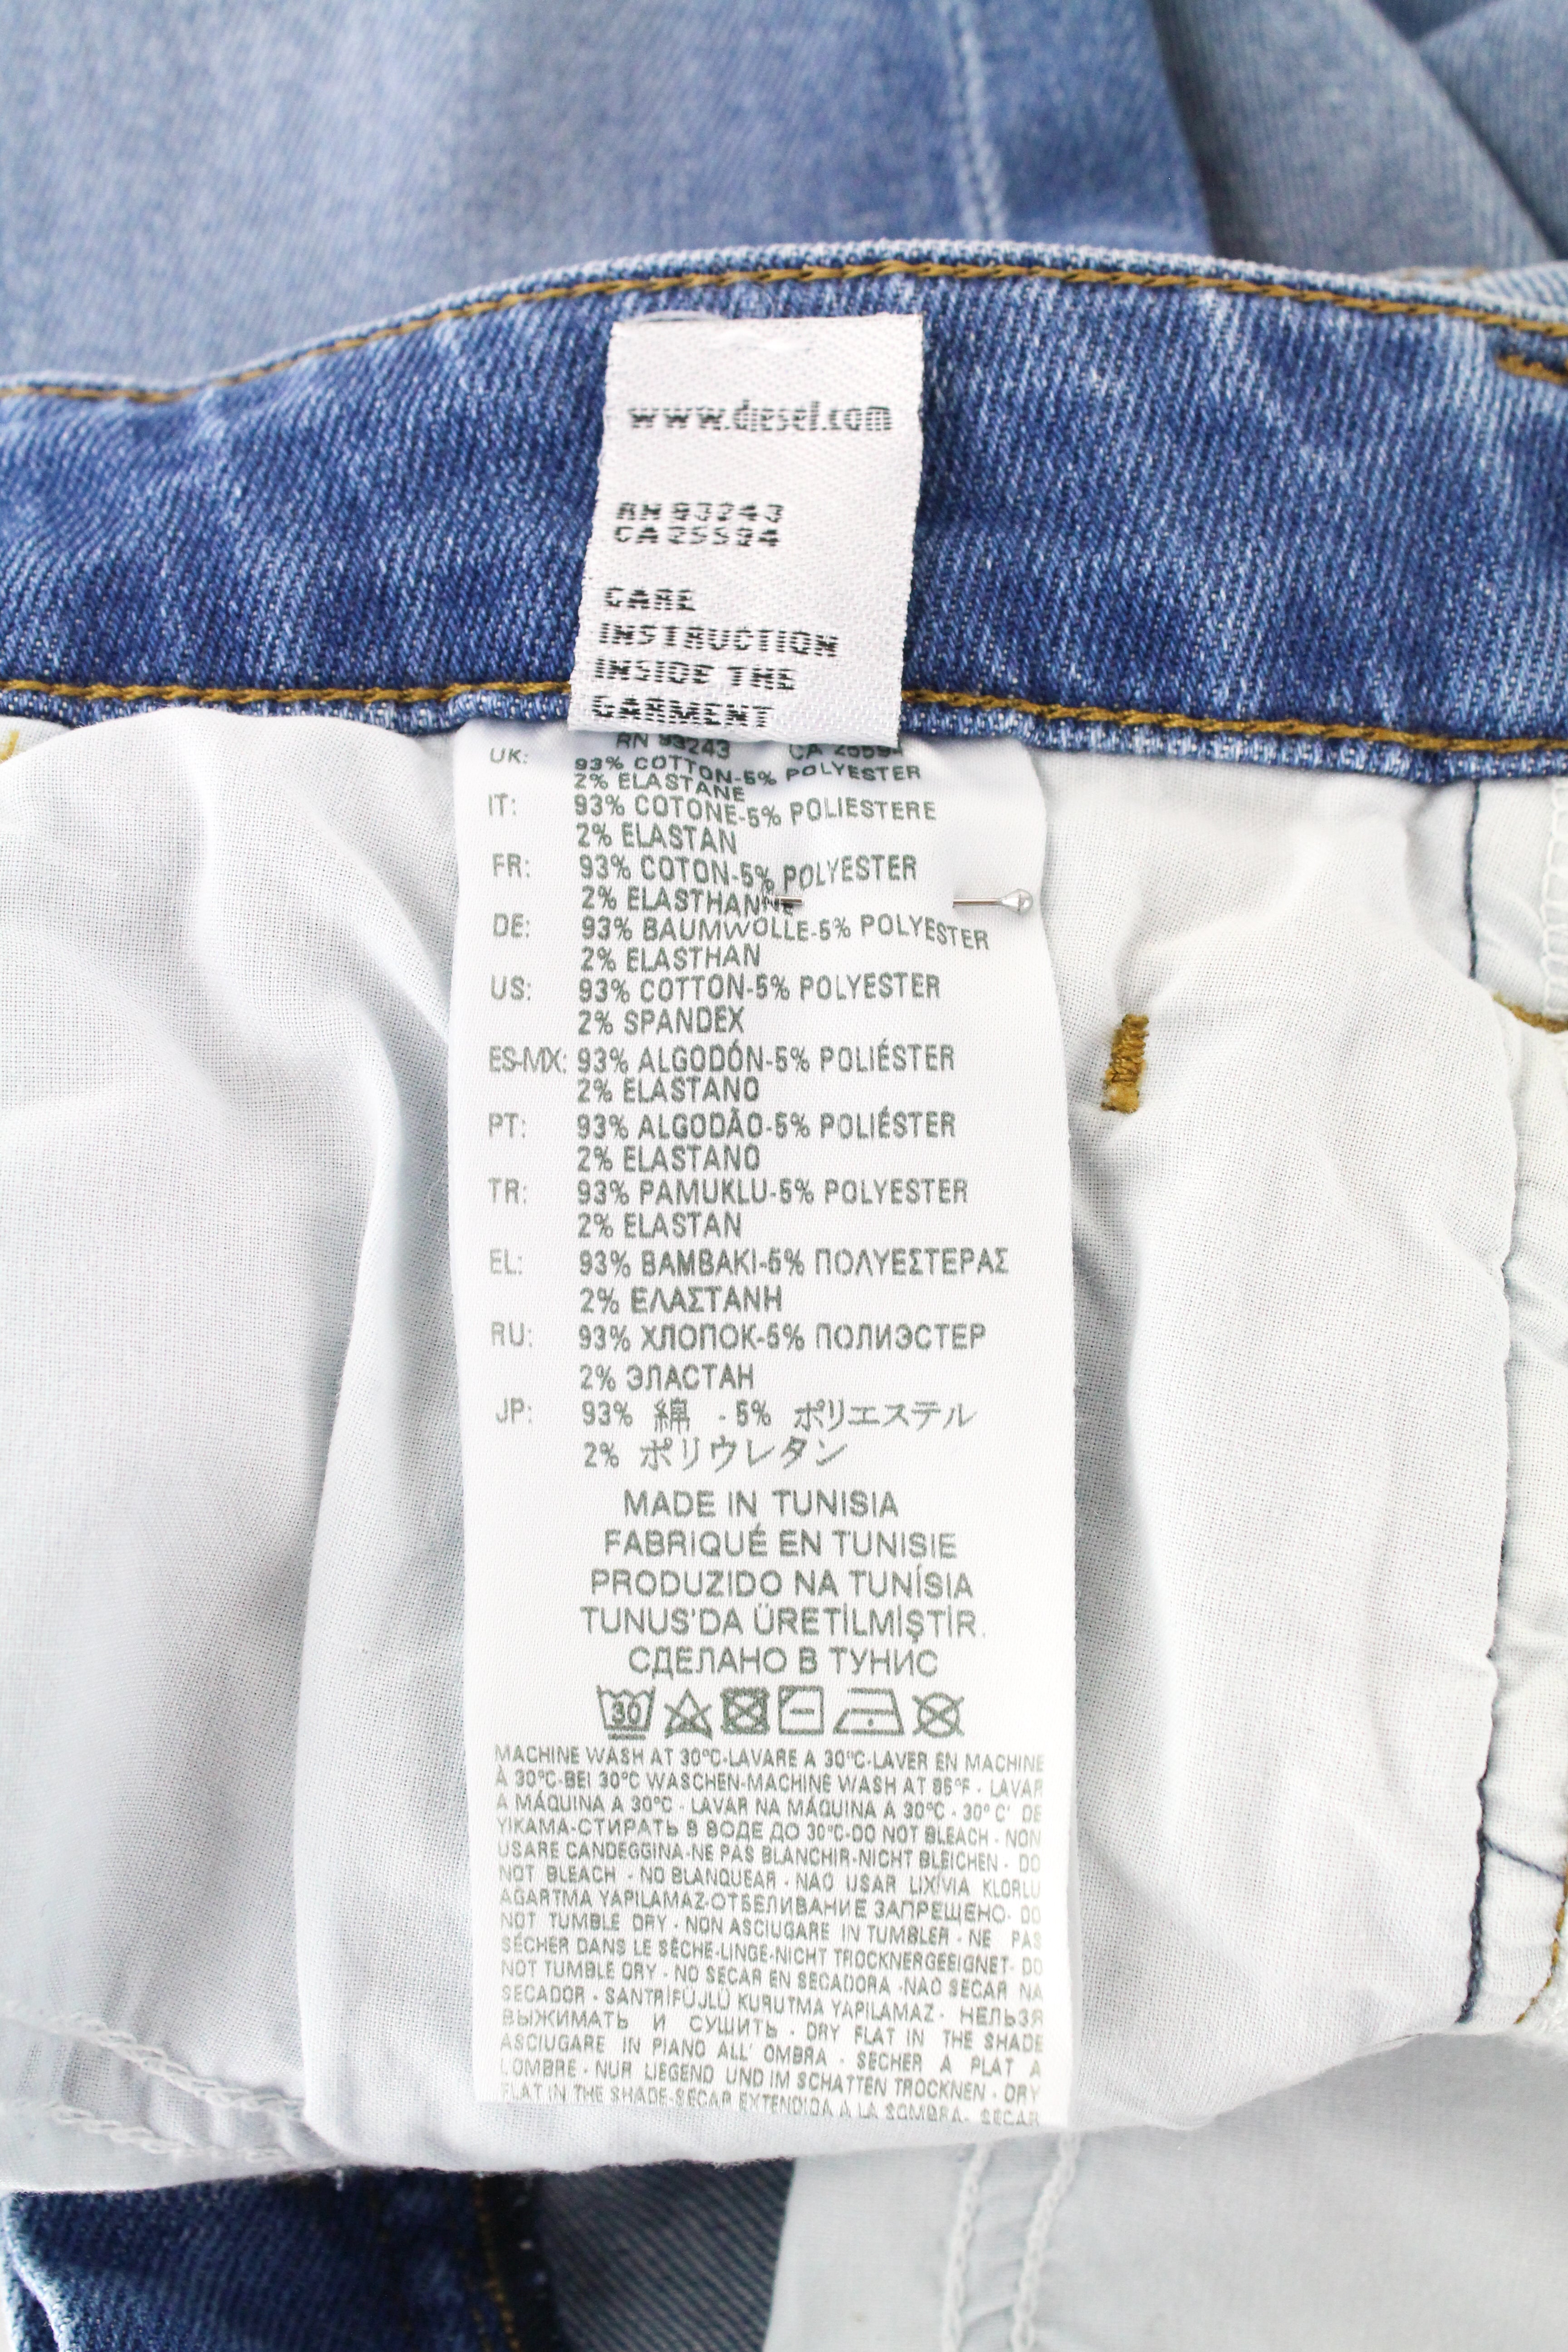 www.diesel.com
RN 93243
CA 25594
CARE
INSTRUCTION
INSIDE THE
GARMENT
RN 93243 CA
UK: 93% COTTON-5% POLYESTER
2% ELASTANE
IT: 93% COTONE-5% POLIESTERE
2% ELASTAN
FR: 93% COTON-5% POLYESTER
2% ELASTHANNE
DE: 93% BAUMWOLLE-5% POLYESTER
2% ELASTHAN
US: 93% COTTON-5% POLYESTER
2% SPANDEX
ES-MX: 93% ALGODÓN-5% POLIÉSTER
2% ELASTANO
PT: 93% ALGODÃO-5% POLIÉSTER
2% ELASTANO
TR: 93% PAMUKLU-5% POLYESTER
2% ELASTAN
EL: 93% ΒΑΜΒΑΚΙ-5% ΠΟΛΥΕΣΤΕΡΑΣ
2% ΕΛΑΣΤΑΝΗ
RU: 93% ХЛОПОК-5% ПОЛИЭСТЕР
2% ЭЛАСТАН
JP: 93% 綿 - 5% ポリエステル
2% ポリウレタン
MADE IN TUNISIA
FABRIQUÉ EN TUNISIE
PRODUZIDO NA TUNÍSIA
TUNUS'DA ÜRETİLMİŞTİR.
СДЕЛАНО В ТУНИС
30
MACHINE WASH AT 30°C-LAVARE A 30°C-LAVER EN MACHINE
À 30°C-BEI 30°C WASCHEN-MACHINE WASH AT 85°F - LAVAR
A MÁQUINA A 30°C - LAVAR NA MÁQUINA A 30°C - 30° C' DE
YIKAMA-СТИРАТЬ В ВОДЕ ДО 30°C-DO NOT BLEACH - NON
USARE CANDEGGINA-NE PAS BLANCHIR-NICHT BLEICHEN - DO
NOT BLEACH - NO BLANQUEAR - NAO USAR LIXÍVIA KLORLU
AĞARTMA YAPILAMAZ-ОТБЕЛИВАНИЕ ЗАПРЕЩЕНО- DO
NOT TUMBLE DRY - NON ASCIUGARE IN TUMBLER - NE PAS
SÉCHER DANS LE SÈCHE-LINGE-NICHT TROCKNERGEEIGNET- DO
NOT TUMBLE DRY - NO SECAR EN SECADORA -NAO SECAR NA
SECADOR - SANTRİFÜJLÜ KURUTMA YAPILAMAZ - НЕЛЬЗЯ
ВЫЖИМАТЬ И СУШИТЬ - DRY FLAT IN THE SHADE
ASCIUGARE IN PIANO ALL' OMBRA - SECHER A PLAT A
L'OMBRE - NUR LIEGEND UND IM SCHATTEN TROCKNEN - DRY
FLAT IN THE SHADE-SECAR EXTENDIDA A LA SOMBRA- SECAR